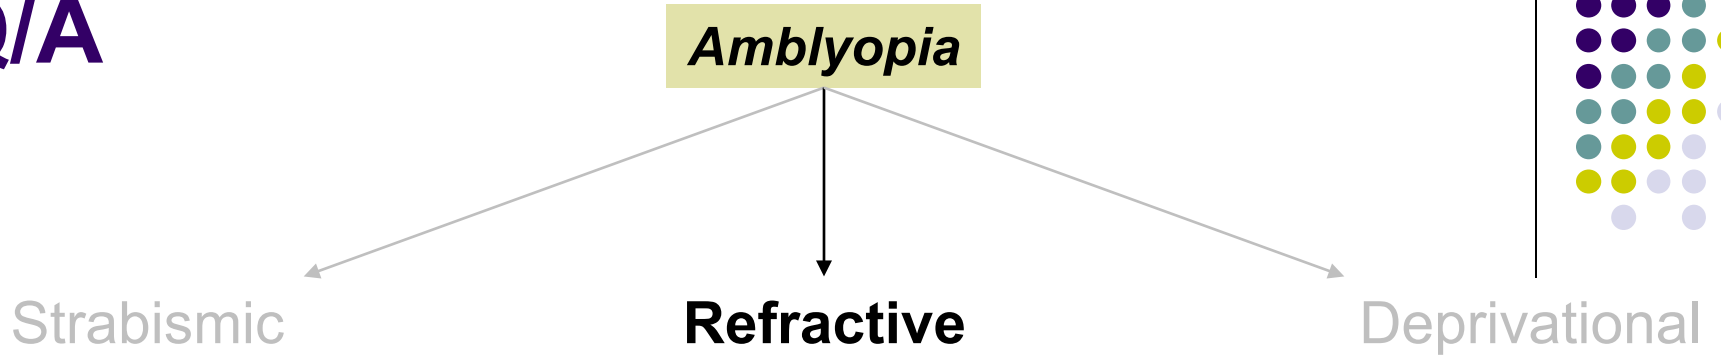 Q/A
Amblyopia
Strabismic
Refractive
Deprivational